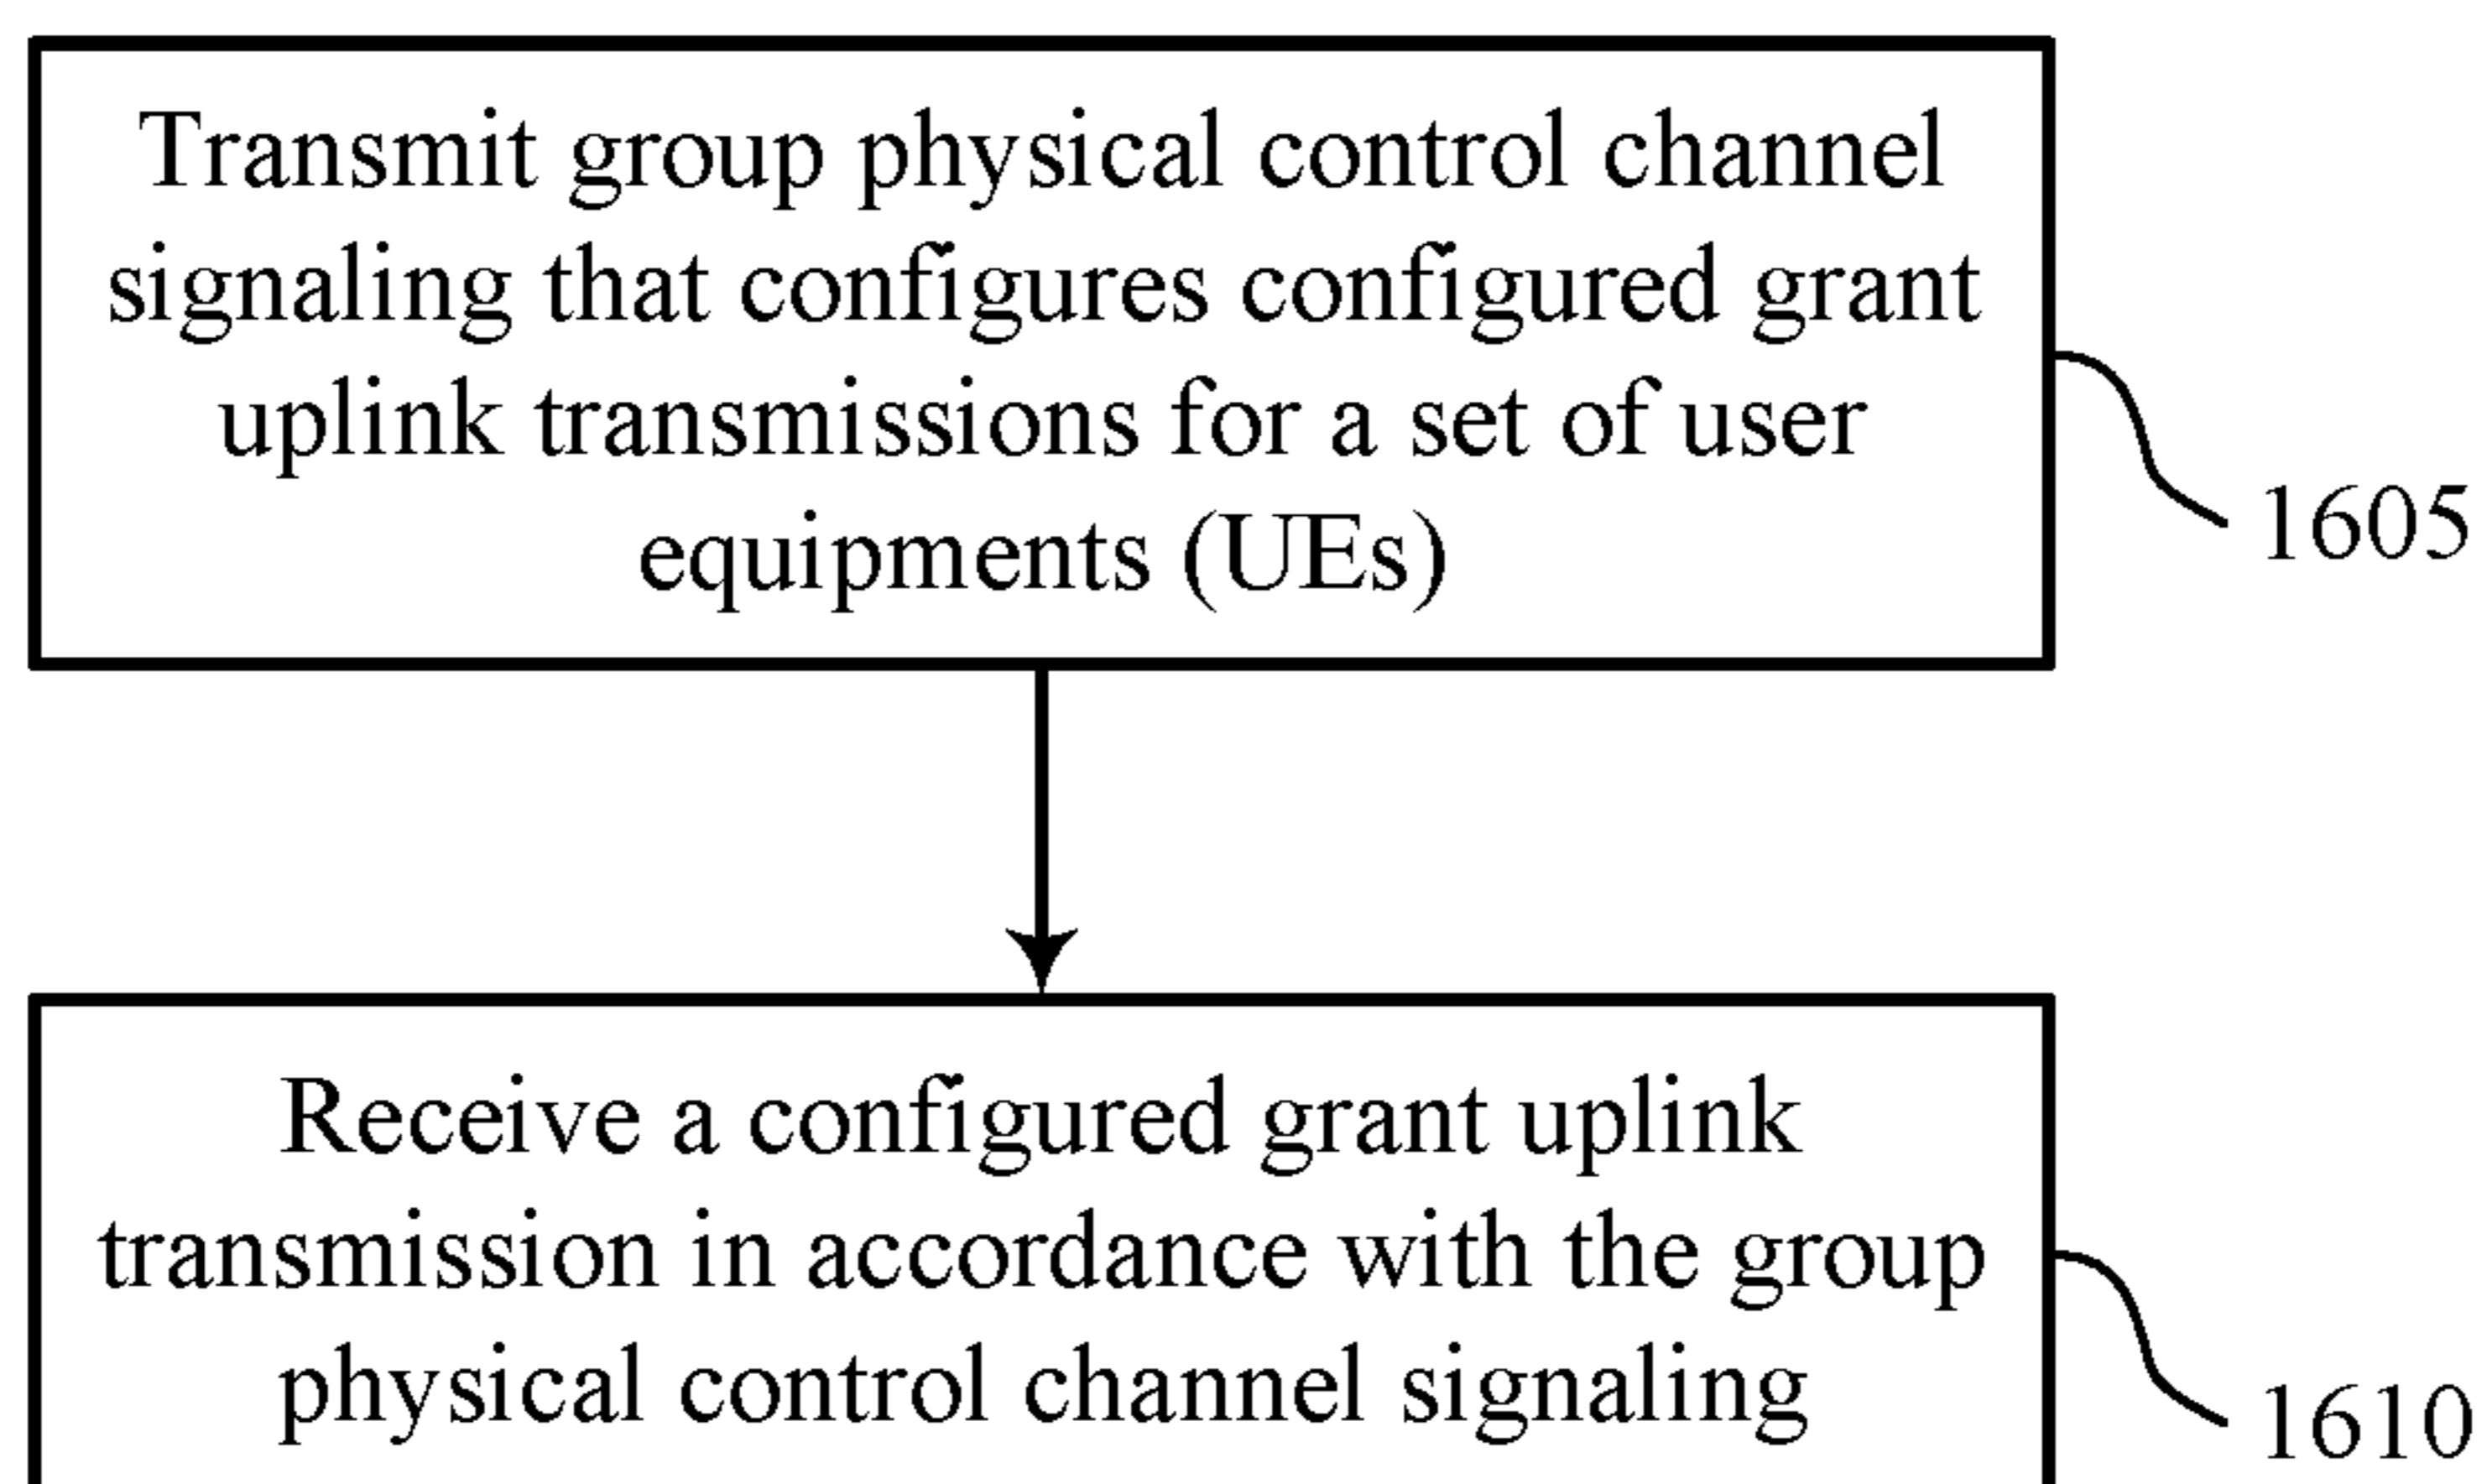 Transmit group physical control channel
signaling that configures configured grant
uplink transmissions for a set of user
equipments (UEs)
1605
Receive a configured grant uplink
transmission in accordance with the group
physical control channel signaling
1610